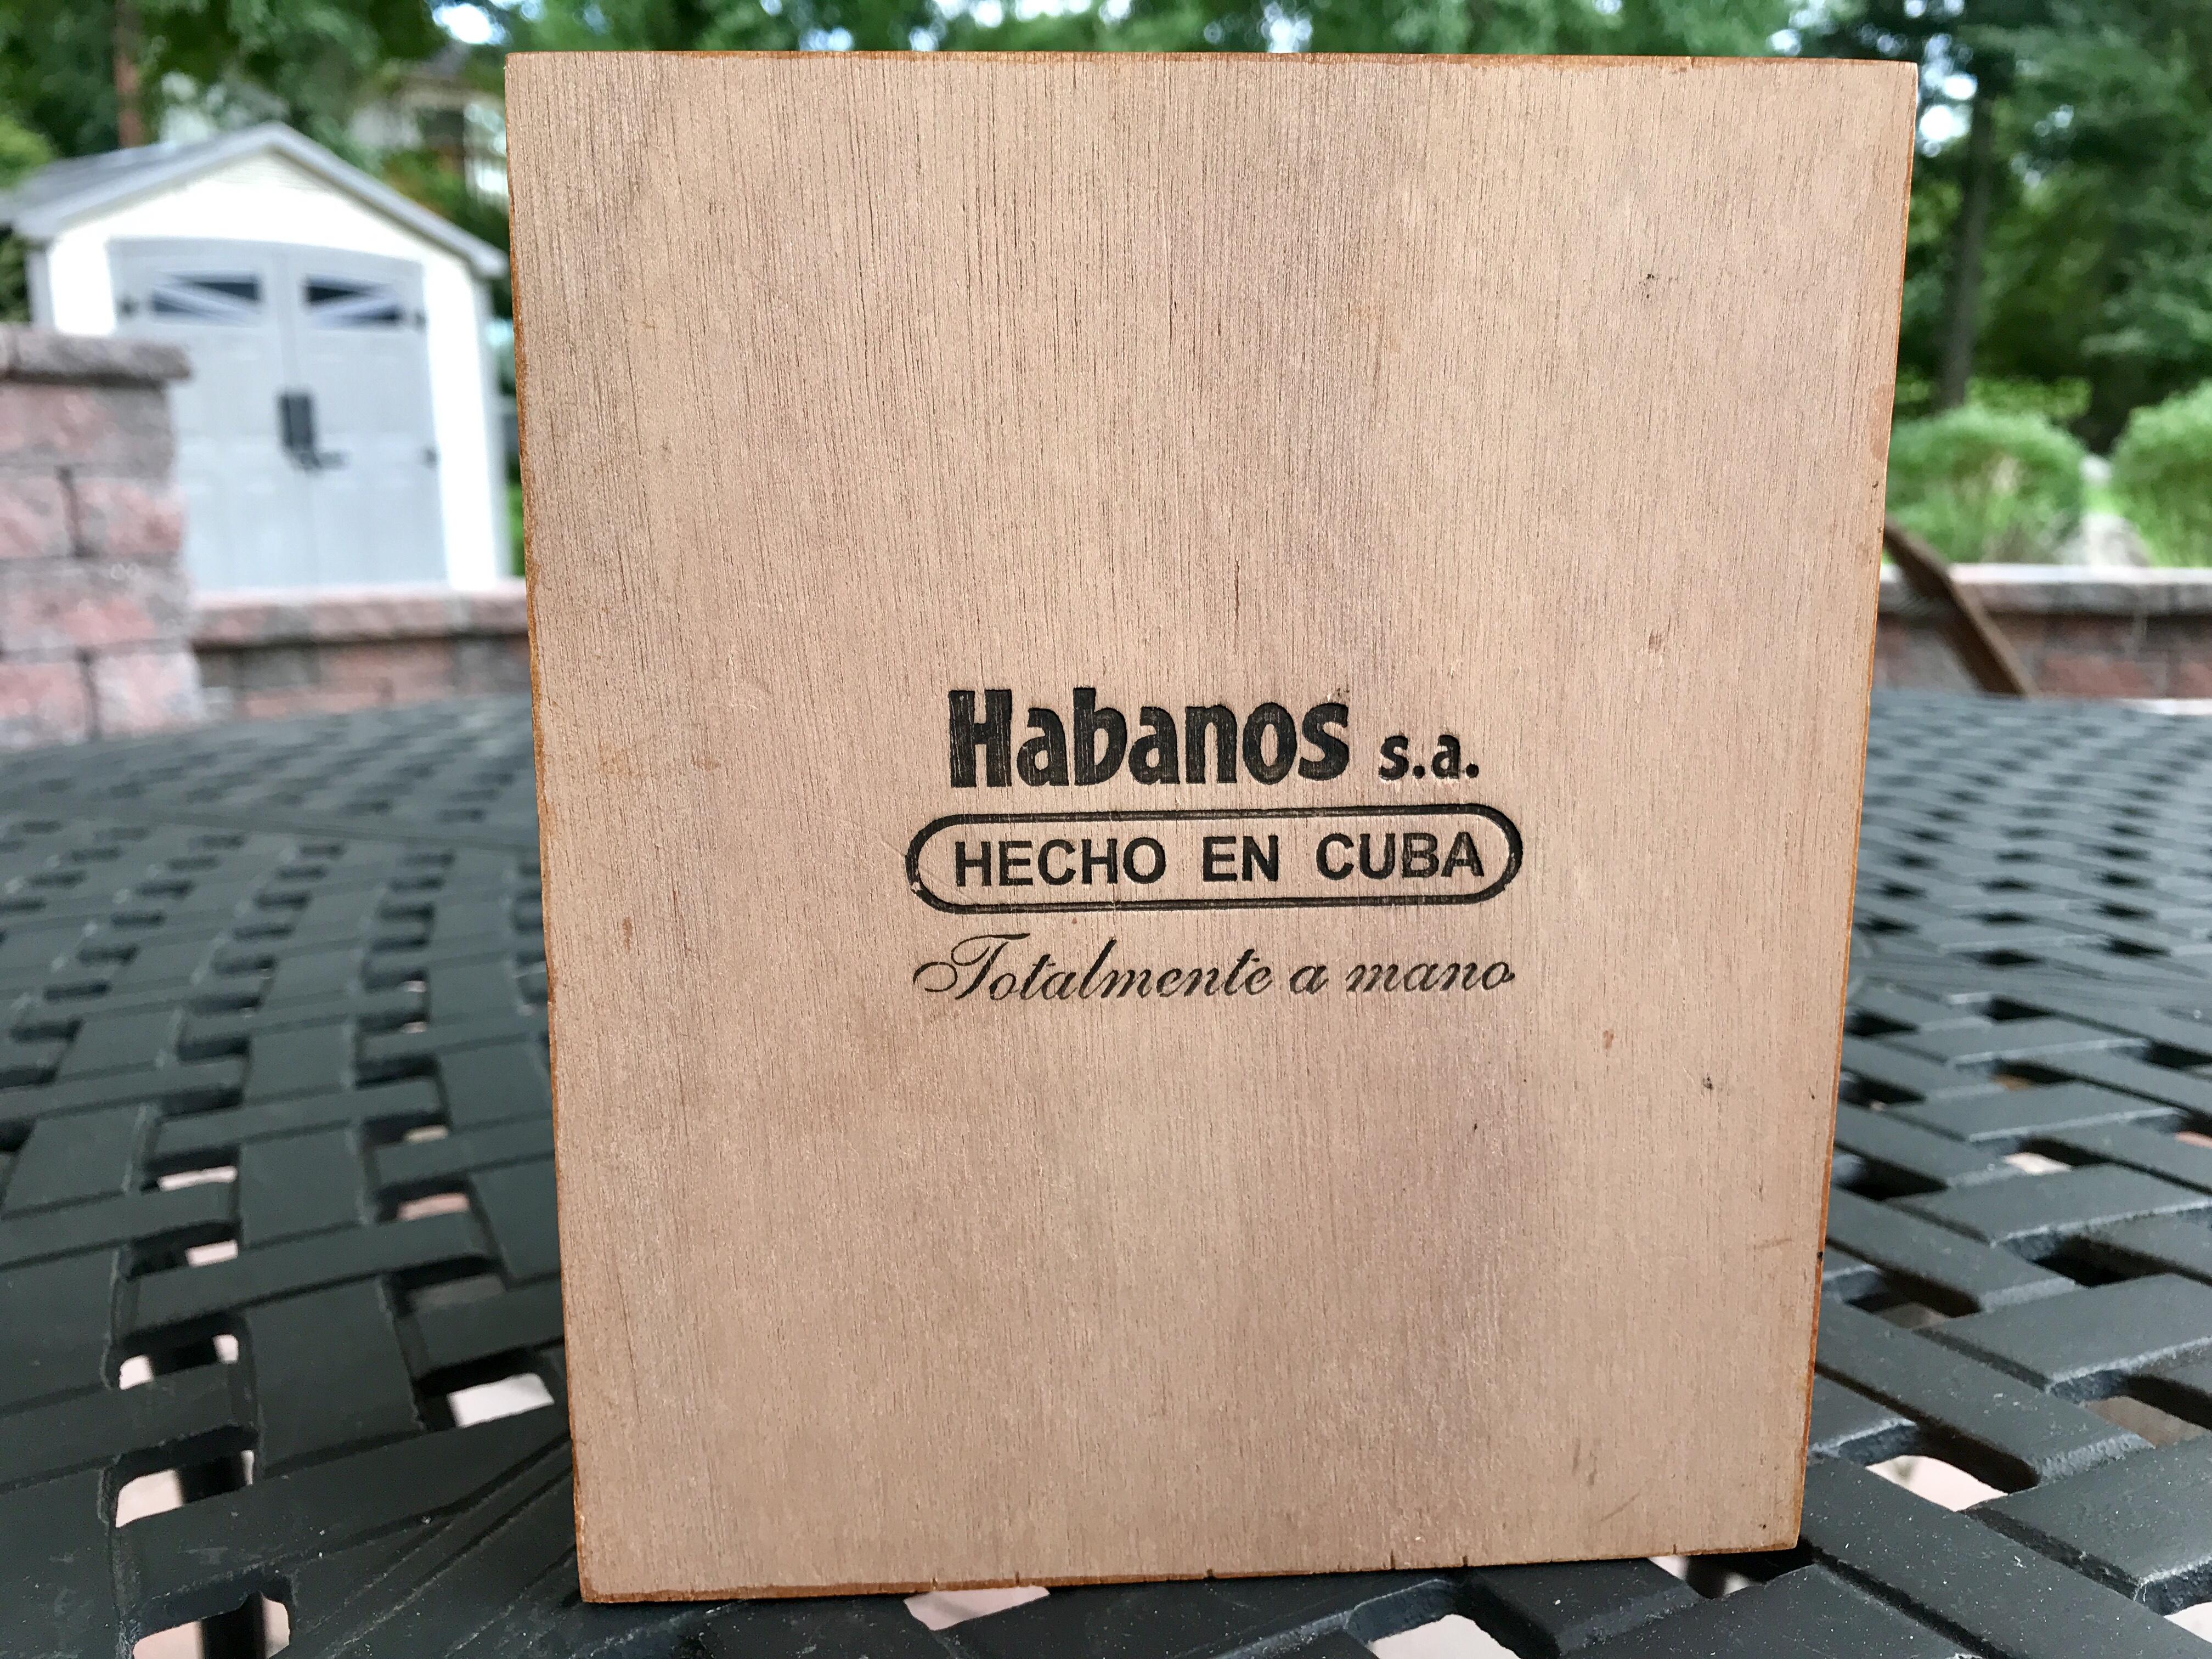 Habanos s.a.
HECHO EN CUBA
Totalmente a mano